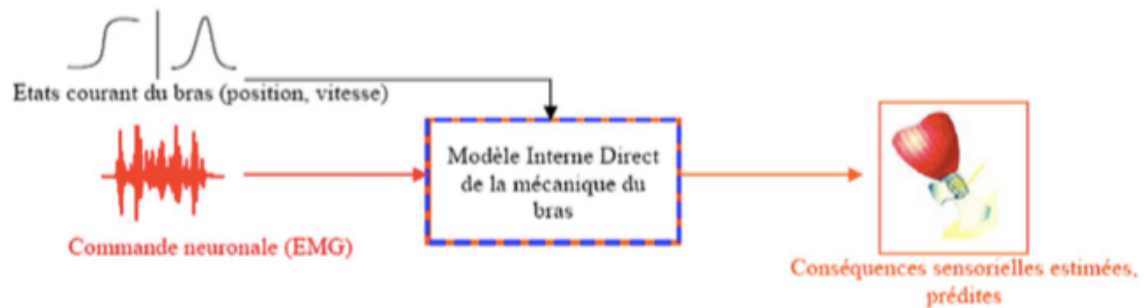 Etats courant du bras (position, vitesse)
Modèle Interne Direct
de la mécanique du
bras
Commande neuronale (EMG)
Conséquences sensorielles estimées,
prédites